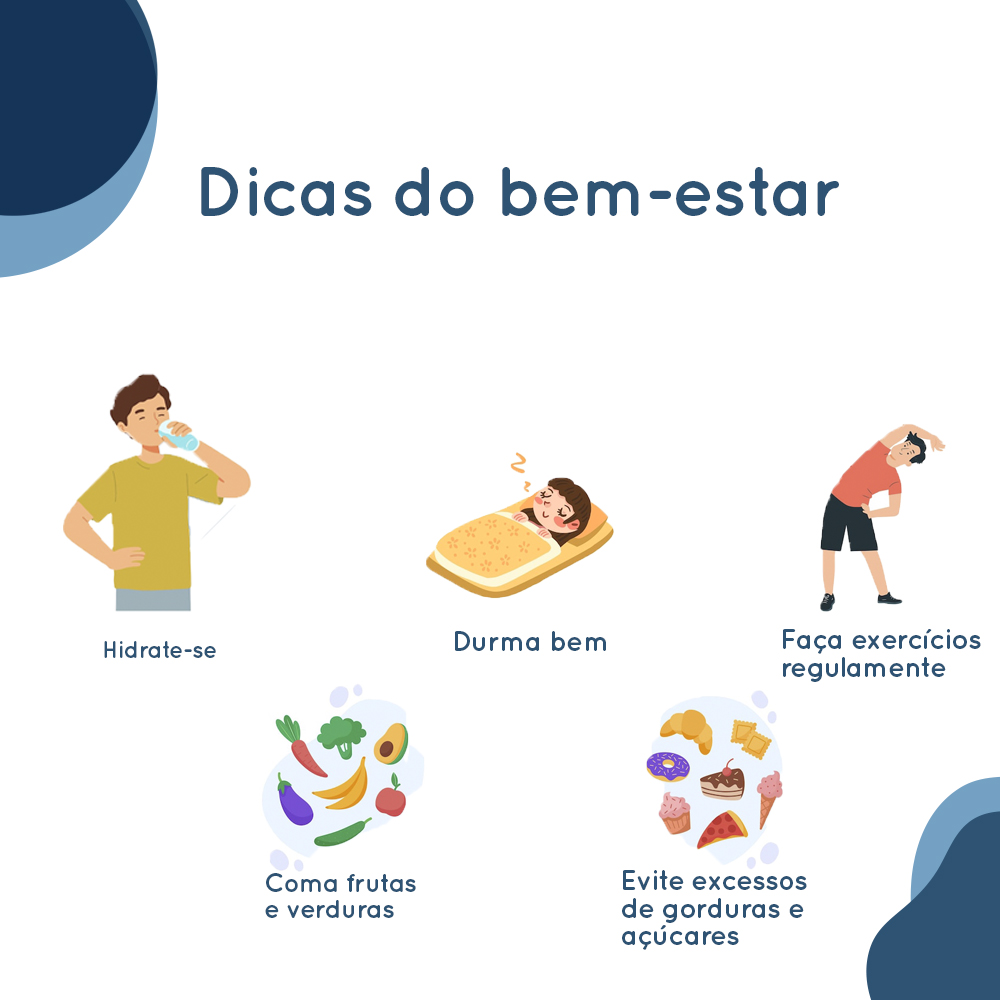 Dicas do bem-estar
Hidrate-se
Durma bem
Faça exercícios
regulamente
Coma frutas
e verduras
Evite excessos
de gorduras e
açúcares